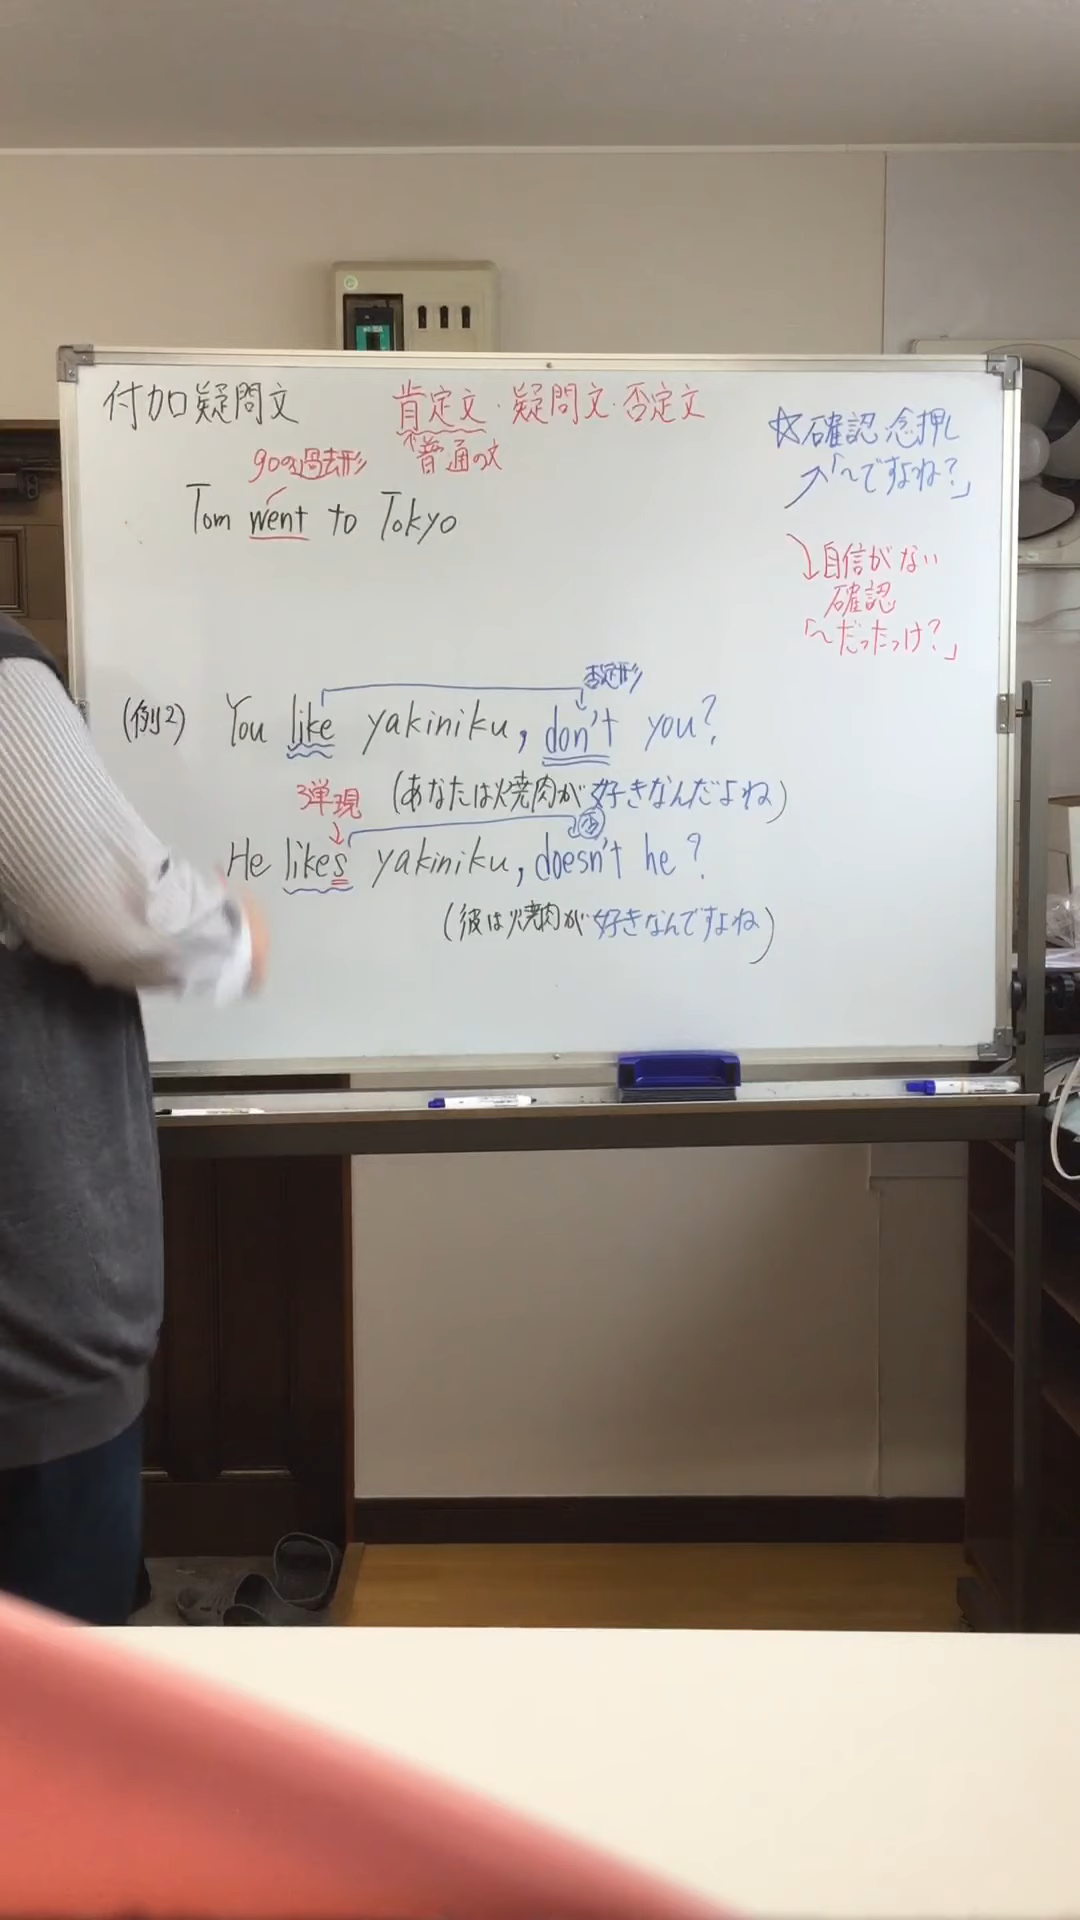 付加疑問文
肯定文・疑問文・否定文
普通の文
goの過去形
Tom went to Tokyo
☆確認・念押し
↗「〜ですよね?」
↘自信がない
確認
「〜だったっけ?」
否定形
(例2) You like yakiniku, don't you?
(あなたは焼肉が好きなんだよね)
3単現
否
He likes yakiniku, doesn't he?
(彼は焼肉が好きなんですよね)